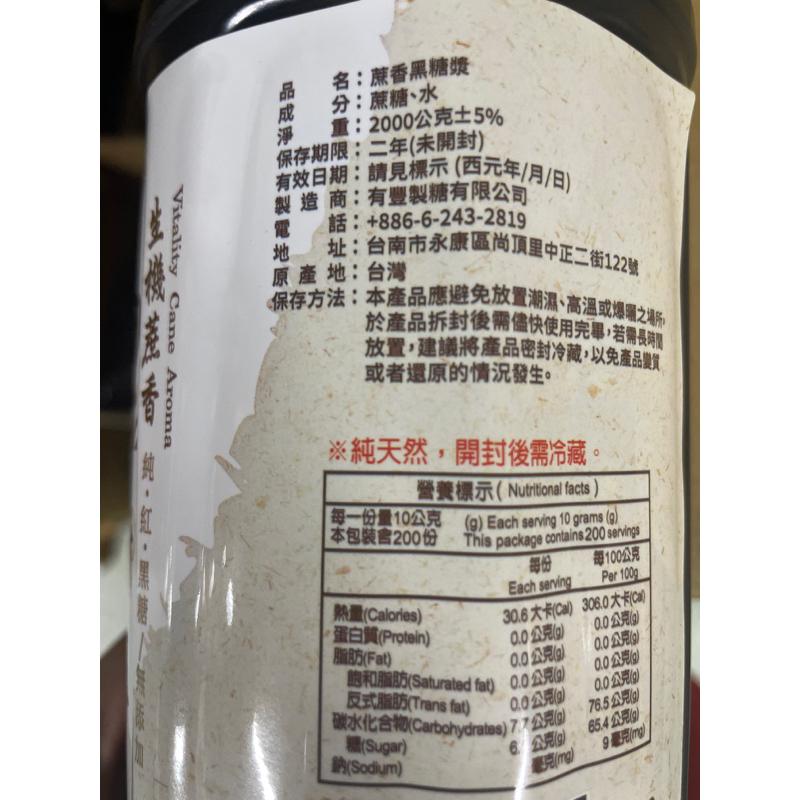 品名：蔗香黑糖漿
成分：蔗糖、水
淨重：2000公克±5%
保存期限：二年(未開封)
有效日期：請見標示 (西元年/月/日)
製造商：有豐製糖有限公司
電話：+886-6-243-2819
地址：台南市永康區尚頂里中正二街122號
原產地：台灣
保存方法：本產品應避免放置潮濕、高溫或爆曬之場所，
於產品拆封後需儘快使用完畢，若需長時間
放置，建議將產品密封冷藏，以免產品變質
或者還原的情況發生。
※純天然，開封後需冷藏。
營養標示 ( Nutritional facts )
每一份量10公克 (g) Each serving 10 grams (g)
本包裝含200份 This package contains 200 servings
每份 每100公克
Each serving Per 100g
熱量(Calories) 30.6 大卡(Cal) 306.0 大卡(Cal)
蛋白質(Protein) 0.0 公克(g) 0.0 公克(g)
脂肪(Fat) 0.0 公克(g) 0.0 公克(g)
飽和脂肪(Saturated fat) 0.0 公克(g) 0.0 公克(g)
反式脂肪(Trans fat) 0.0 公克(g) 0.0 公克(g)
碳水化合物(Carbohydrates) 7.7 公克(g) 76.5 公克(g)
糖(Sugar) 公克(g) 65.4 公克(g)
鈉(Sodium) 毫克(mg) 9 毫克(mg)
Vitality Cane Aroma
生機蔗香
純・紅・黑糖/無添加